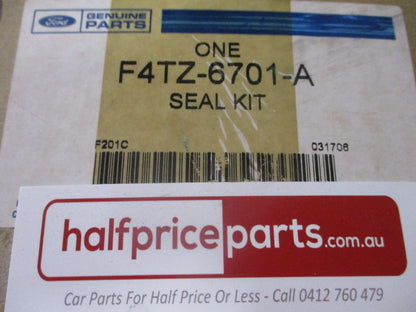 Ford
GENUINE
PARTS
ONE
F4TZ-6701-A
SEAL KIT
F201C 031706
halfpriceparts.com.au
Car Parts For Half Price Or Less - Call 0412 760 479